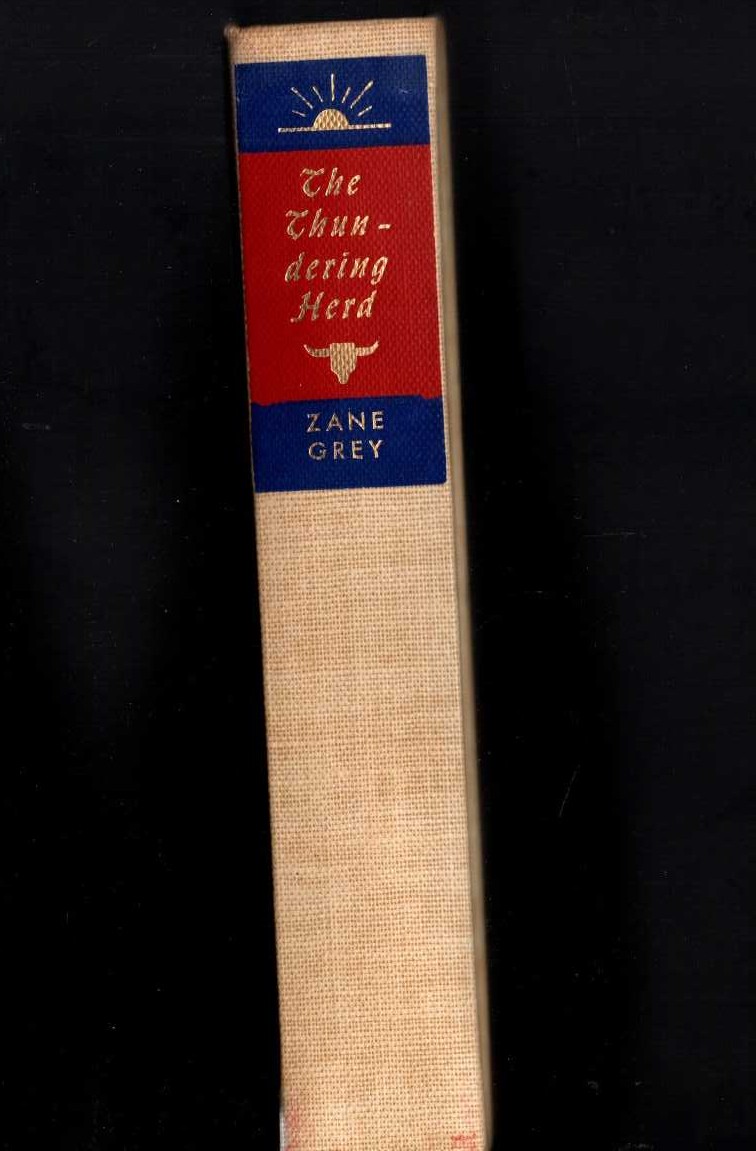 The
Thun-
dering
Herd
ZANE
GREY